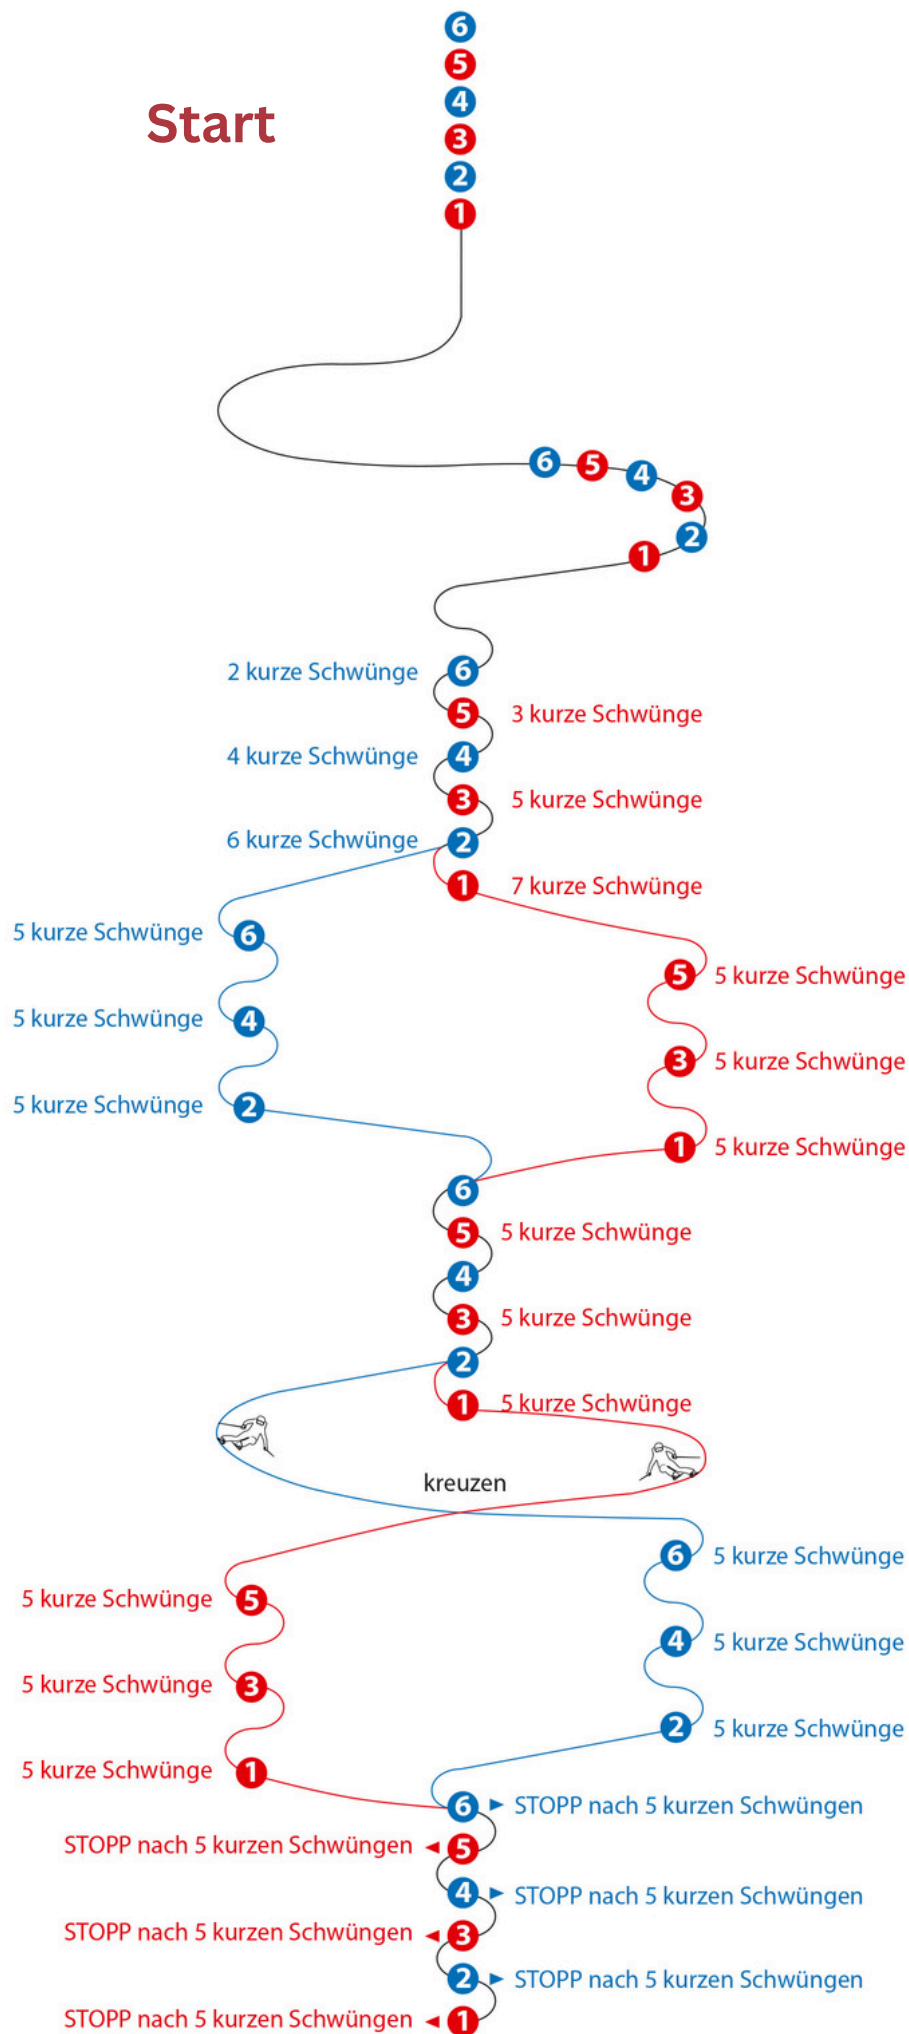 6
5
4
Start
3
2
1
6
5
4
3
2
1
2 kurze Schwünge 6
5 3 kurze Schwünge
4 kurze Schwünge 4
3 5 kurze Schwünge
6 kurze Schwünge 2
1 7 kurze Schwünge
5 kurze Schwünge 6
5 5 kurze Schwünge
5 kurze Schwünge 4
3 5 kurze Schwünge
5 kurze Schwünge 2
1 5 kurze Schwünge
6
5 5 kurze Schwünge
4
3 5 kurze Schwünge
2
1 5 kurze Schwünge
kreuzen
6 5 kurze Schwünge
5 kurze Schwünge 5
4 5 kurze Schwünge
5 kurze Schwünge 3
2 5 kurze Schwünge
5 kurze Schwünge 1
6 STOPP nach 5 kurzen Schwüngen
STOPP nach 5 kurzen Schwüngen 5
4 STOPP nach 5 kurzen Schwüngen
STOPP nach 5 kurzen Schwüngen 3
2 STOPP nach 5 kurzen Schwüngen
STOPP nach 5 kurzen Schwüngen 1